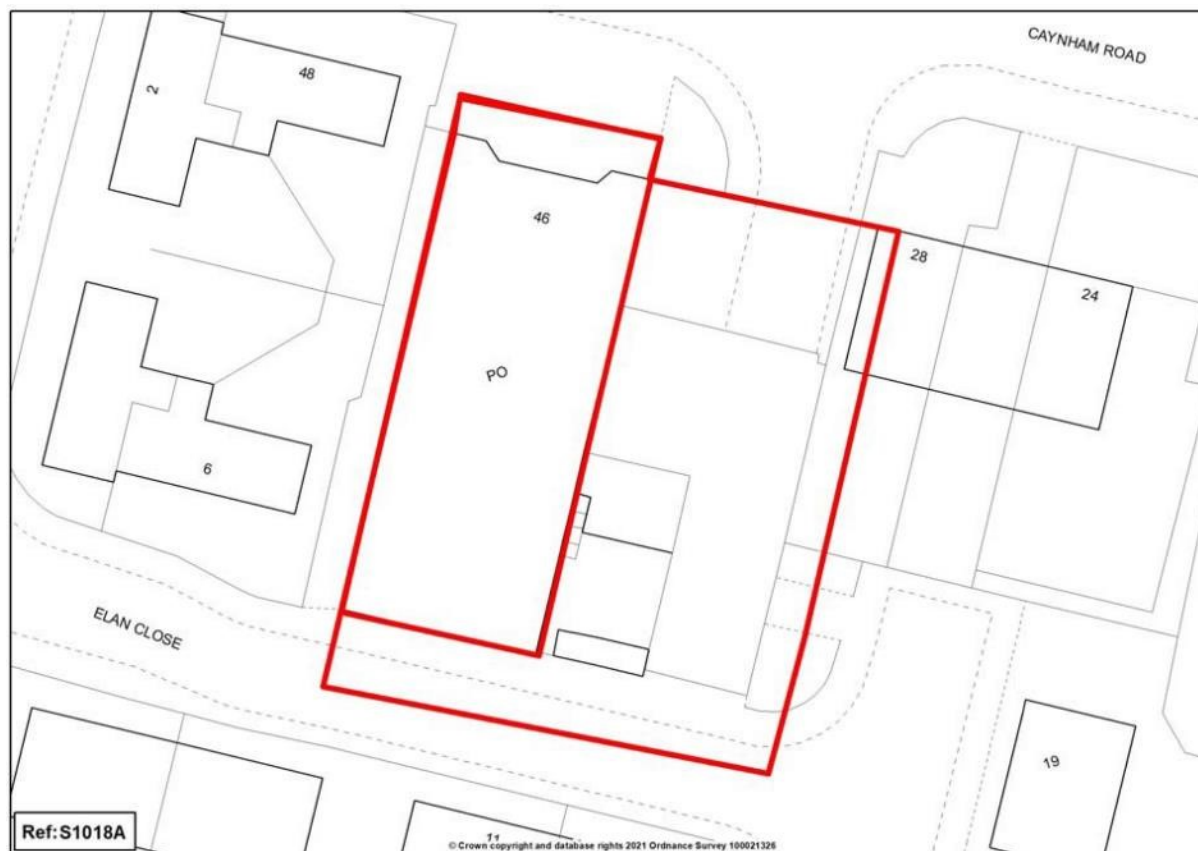 CAYNHAM ROAD
48
2
46
28
24
PO
6
ELAN CLOSE
19
11
Ref:S1018A
© Crown copyright and database rights 2021 Ordnance Survey 100021326